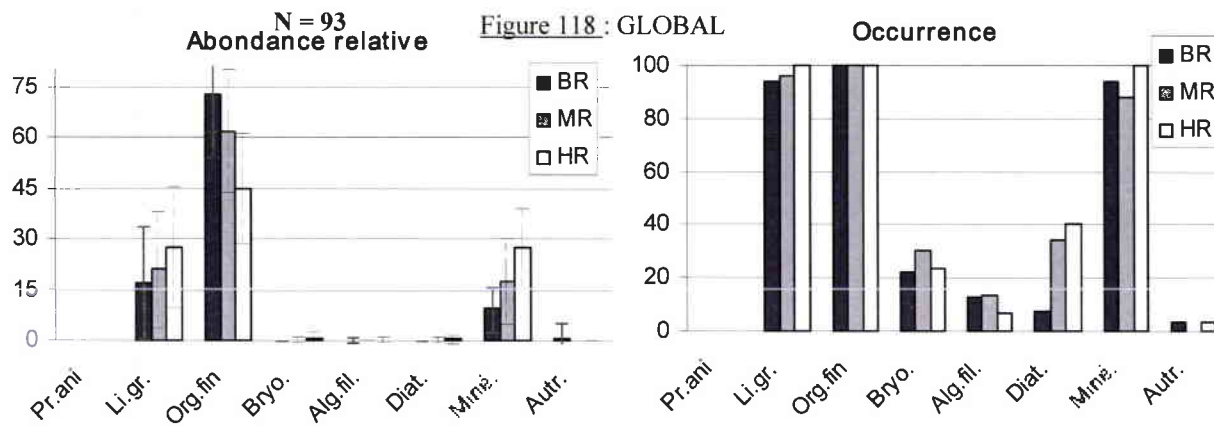 N = 93
Figure 118 : GLOBAL
Abondance relative
75
60
45
30
15
0
BR
MR
HR
Pr.ani
Li.gr.
Org.fin
Bryo.
Alg.fil.
Diat.
Miné.
Autr.
Occurrence
100
80
60
40
20
0
BR
MR
HR
Pr.ani
Li.gr.
Org.fin
Bryo.
Alg.fil.
Diat.
Miné.
Autr.